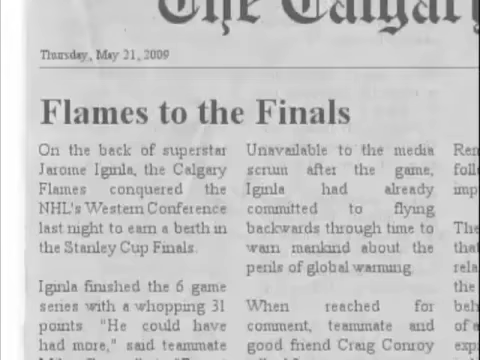 The Calgary
Thursday, May 21, 2009
Flames to the Finals
On the back of superstar
Jarome Iginla, the Calgary
Flames conquered the
NHL's Western Conference
last night to earn a berth in
the Stanley Cup Finals.
Iginla finished the 6 game
series with a whopping 31
points "He could have
had more," said teammate
Unavailable to the media
scrum after the game,
Iginla had already
committed to flying
backwards through time to
warn mankind about the
perils of global warming.
When reached for
comment, teammate and
good friend Craig Conroy